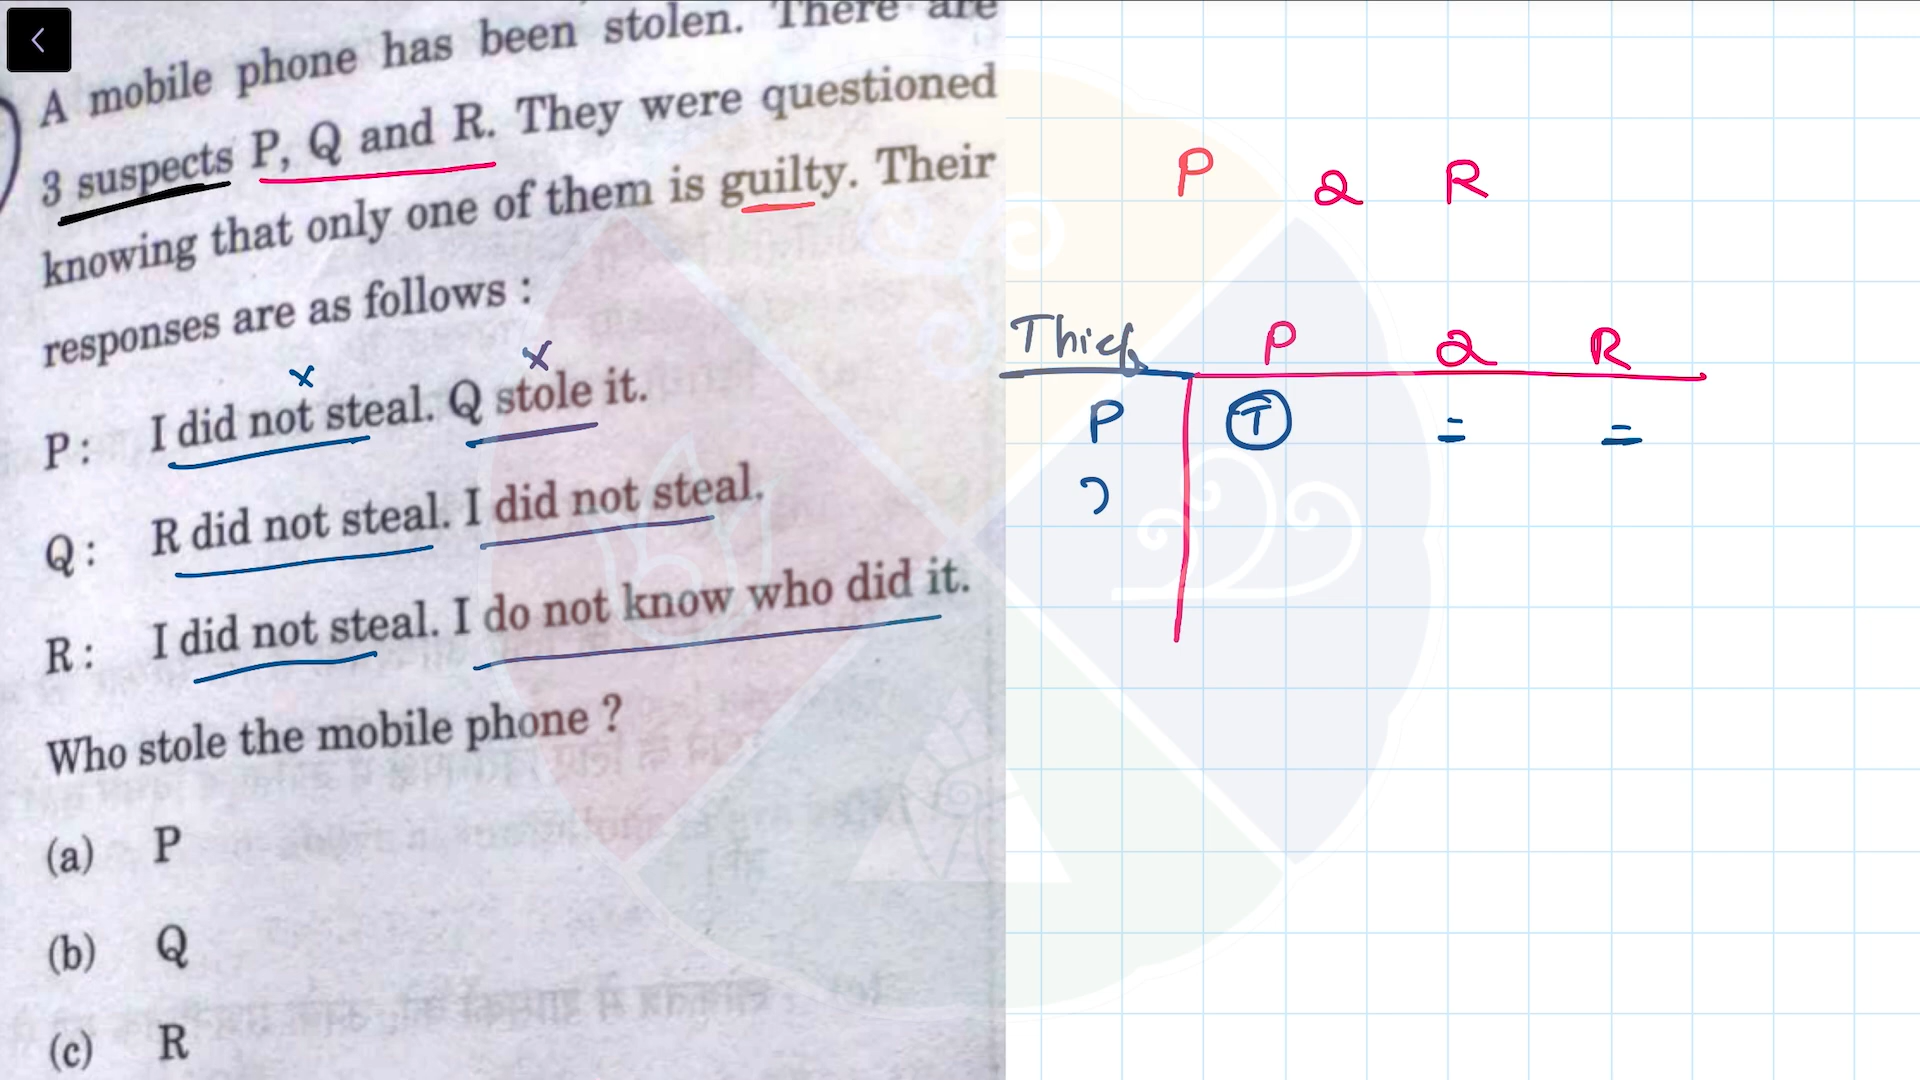 A mobile phone has been stolen. There are
3 suspects P, Q and R. They were questioned
knowing that only one of them is guilty. Their
responses are as follows :
P : I did not steal. Q stole it.
Q : R did not steal. I did not steal.
R : I did not steal. I do not know who did it.
Who stole the mobile phone ?
(a) P
(b) Q
(c) R
P Q R
Thief P Q R
P T = =